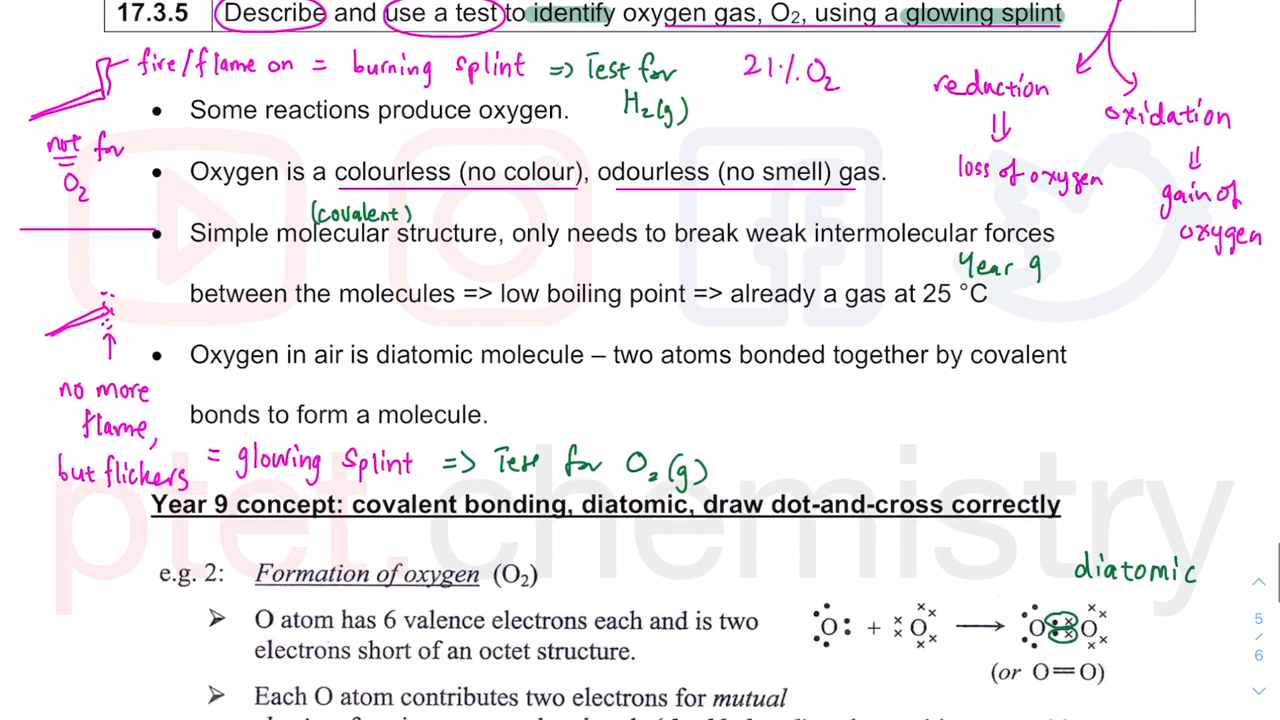 17.3.5 Describe and use a test to identify oxygen gas, O₂, using a glowing splint
fire/flame on = burning splint => Test for H₂(g)
21% O₂
reduction
⇓
loss of oxygen
oxidation
⇓
gain of
oxygen
• Some reactions produce oxygen.
not for
O₂
• Oxygen is a colourless (no colour), odourless (no smell) gas.
(covalent)
• Simple molecular structure, only needs to break weak intermolecular forces
Year 9
between the molecules => low boiling point => already a gas at 25 °C
• Oxygen in air is diatomic molecule – two atoms bonded together by covalent
bonds to form a molecule.
no more
flame,
but flickers = glowing splint => Test for O₂(g)
ptet.chemistry
Year 9 concept: covalent bonding, diatomic, draw dot-and-cross correctly
diatomic
e.g. 2: Formation of oxygen (O₂)
➢ O atom has 6 valence electrons each and is two
electrons short of an octet structure.
O + O → O O
(or O=O)
➢ Each O atom contributes two electrons for mutual
5
/
6